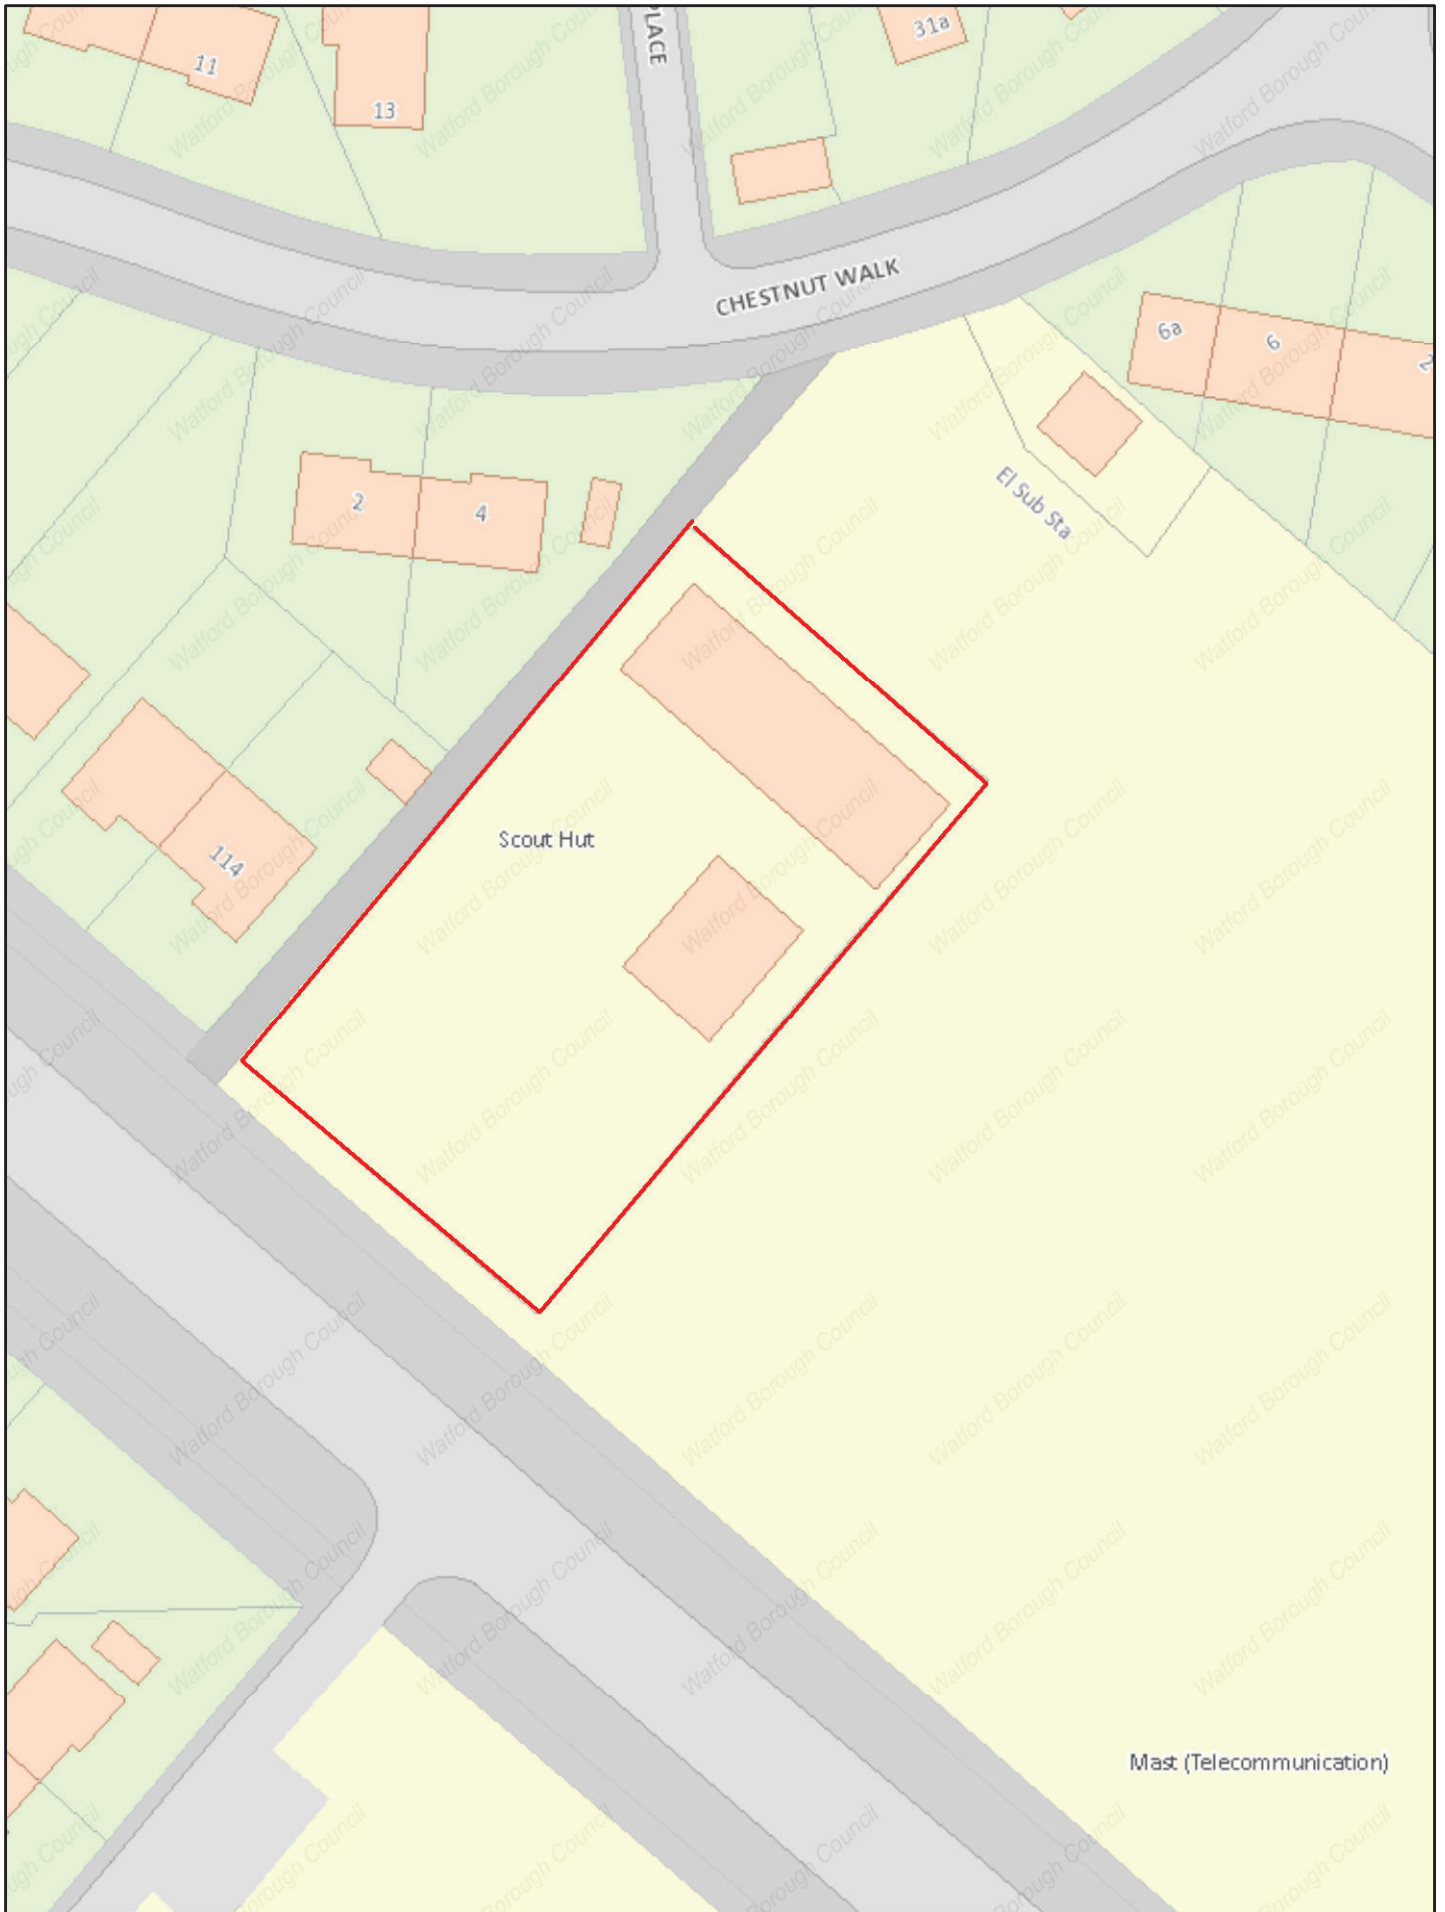 PLACE
31a
11
13
CHESTNUT WALK
6a
6
2
El Sub Sta
2
4
Scout Hut
114
Mast (Telecommunication)
Watford Borough Council